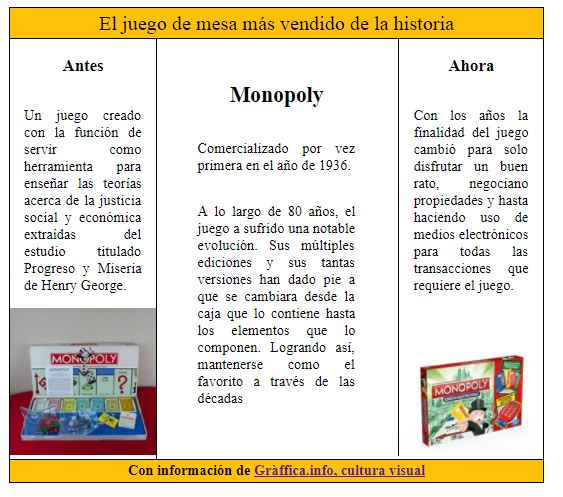 El juego de mesa más vendido de la historia
Antes
Un juego creado
con la función de
servir como
herramienta para
enseñar las teorías
acerca de la justicia
social y económica
extraídas del
estudio titulado
Progreso y Miseria
de Henry George.
MONOPOLY
Monopoly
Comercializado por vez
primera en el año de 1936.
A lo largo de 80 años, el
juego a sufrido una notable
evolución. Sus múltiples
ediciones y sus tantas
versiones han dado pie a
que se cambiara desde la
caja que lo contiene hasta
los elementos que lo
componen. Logrando así,
mantenerse como el
favorito a través de las
décadas
Ahora
Con los años la
finalidad del juego
cambió para solo
disfrutar un buen
rato, negociano
propiedades y hasta
haciendo uso de
medios electrónicos
para todas las
transacciones que
requiere el juego.
MONOPOLY
Con información de Gràffica.info, cultura visual